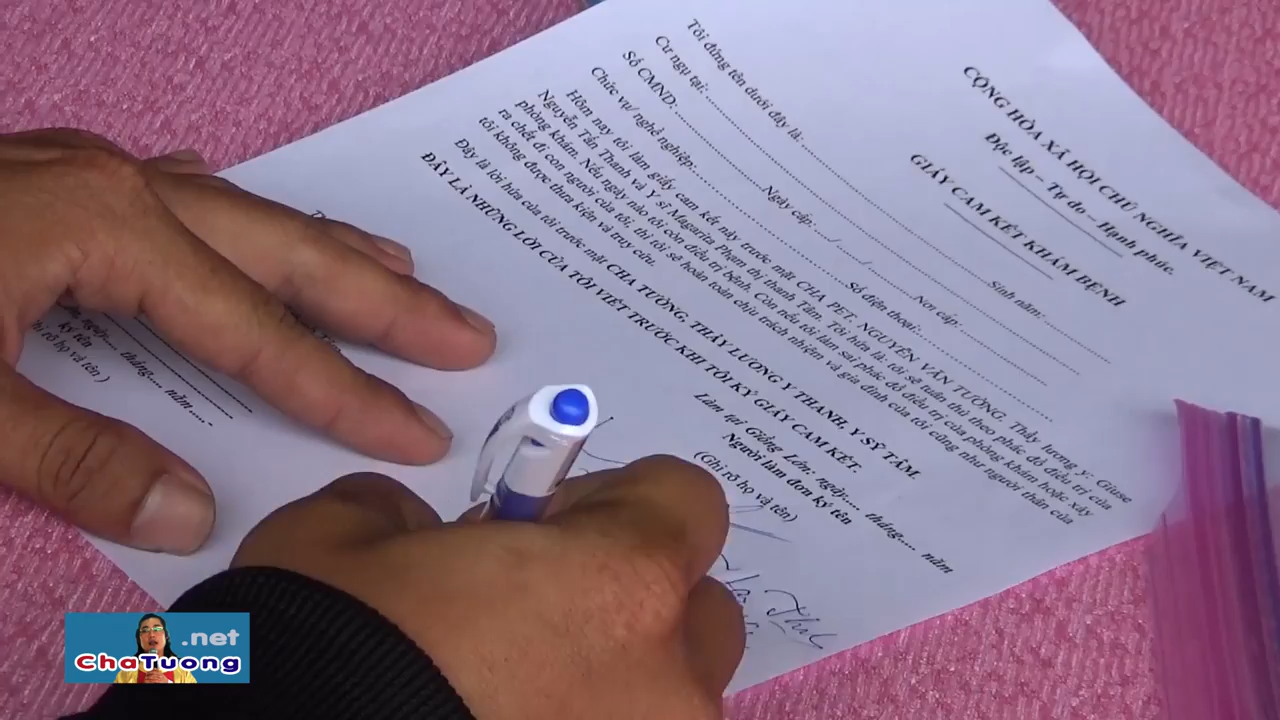 CỘNG HÒA XÃ HỘI CHỦ NGHĨA VIỆT NAM
Độc lập – Tự do – Hạnh phúc.
GIẤY CAM KẾT KHÁM BỆNH
Tôi đứng tên dưới đây là:........Sinh năm:........
Cư ngụ tại:........
Số CMND:........Ngày cấp:..../..../........Nơi cấp:........
Chức vụ/ nghề nghiệp:........Số điện thoại:........
Hôm nay tôi làm giấy cam kết này trước mặt CHA PET. NGUYỄN VĂN TƯỜNG, Thầy lương y: Giuse
Nguyễn Tấn Thanh và Y sĩ Magarita Phạm thị thanh Tâm. Tôi hứa là: tôi sẽ tuân thủ theo phác đồ điều trị của
phòng khám. Nếu ngày nào tôi còn điều trị bệnh. Còn nếu tôi làm sai phác đồ điều trị của phòng khám hoặc xảy
ra chết đi con người của tôi, thì tôi sẽ hoàn toàn chịu trách nhiệm và gia đình của tôi cũng như người thân của
tôi không được thưa kiện và truy cứu.
Đây là lời hứa của tôi trước mặt CHA TƯỜNG, THẦY LƯƠNG Y THANH, Y SỸ TÂM.
ĐÂY LÀ NHỮNG LỜI CỦA TÔI VIẾT TRƯỚC KHI TÔI KÝ GIẤY CAM KẾT.
Làm tại Giồng Lớn: ngày.... tháng..... năm
Người làm đơn ký tên
(Ghi rõ họ và tên)
ngày.... tháng.... năm.....
ký tên
hi rõ họ và tên )
.net
ChaTuong